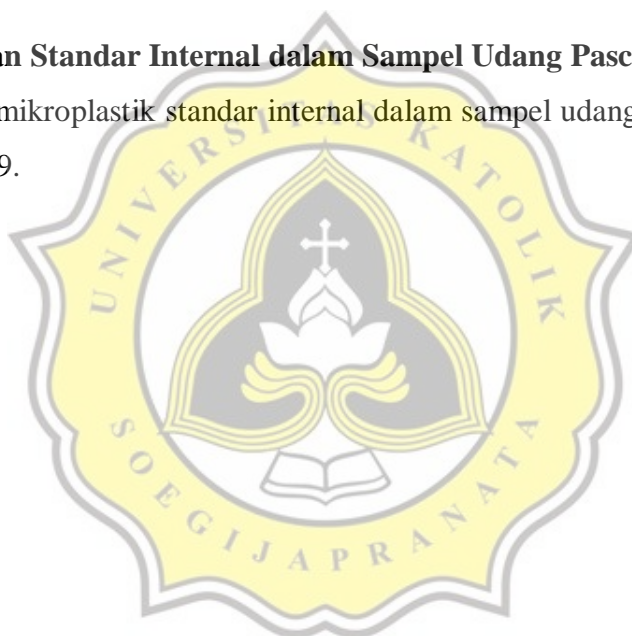 an Standar Internal dalam Sampel Udang Pasc
mikroplastik standar internal dalam sampel udang
9.
UNIVERSITAS KATOLIK
SOEGIJAPRANATA